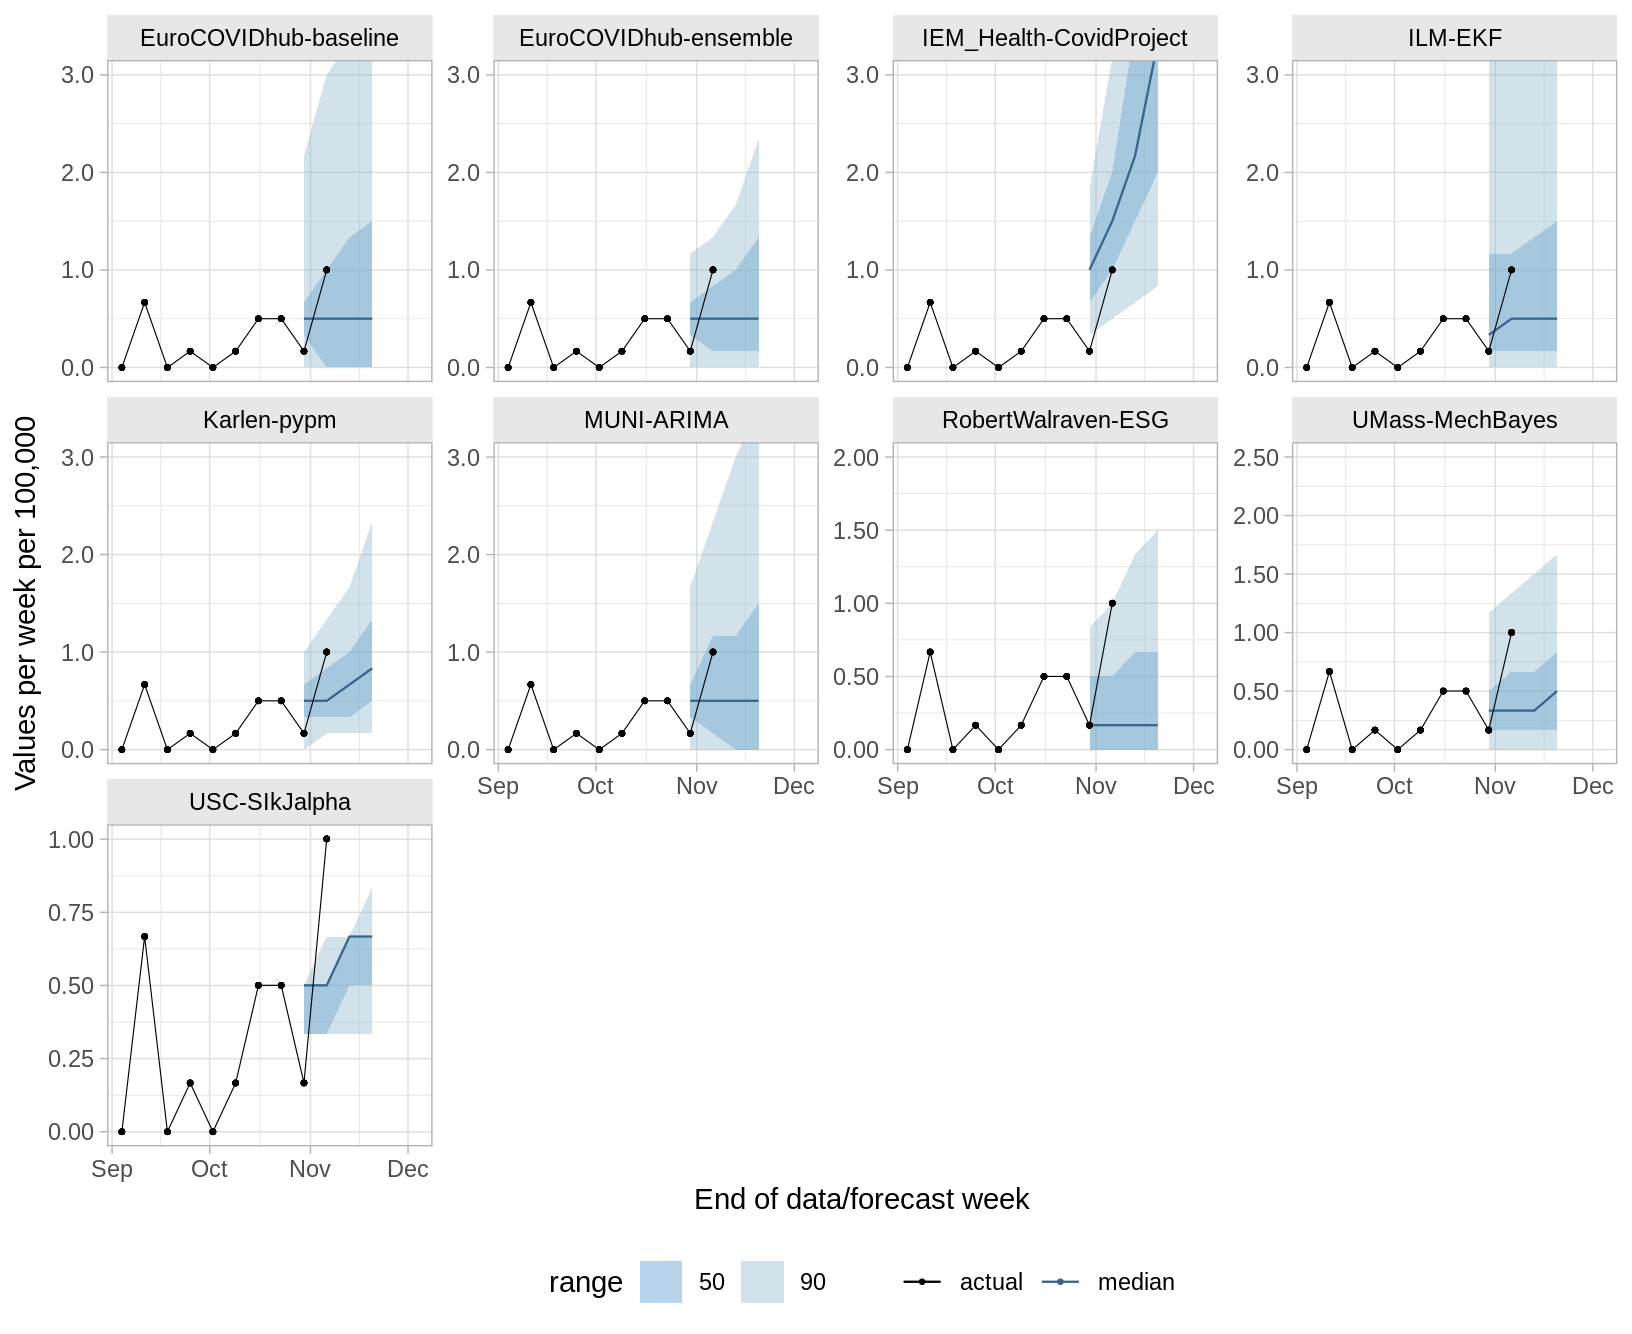 EuroCOVIDhub-baseline
EuroCOVIDhub-ensemble
IEM_Health-CovidProject
ILM-EKF
3.0
2.0
1.0
0.0
3.0
2.0
1.0
0.0
3.0
2.0
1.0
0.0
3.0
2.0
1.0
0.0
Karlen-pypm
MUNI-ARIMA
RobertWalraven-ESG
UMass-MechBayes
3.0
2.0
1.0
0.0
3.0
2.0
1.0
0.0
2.00
1.50
1.00
0.50
0.00
2.50
2.00
1.50
1.00
0.50
0.00
Sep Oct Nov Dec
Sep Oct Nov Dec
Sep Oct Nov Dec
USC-SIkJalpha
1.00
0.75
0.50
0.25
0.00
Sep Oct Nov Dec
Values per week per 100,000
End of data/forecast week
range 50 90 actual median